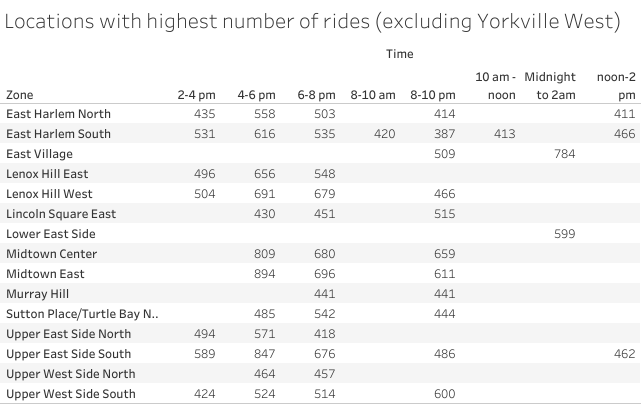 Locations with highest number of rides (excluding Yorkville West)
Time
10 am - Midnight noon-2
Zone 2-4 pm 4-6 pm 6-8 pm 8-10 am 8-10 pm noon to 2am pm
East Harlem North 435 558 503 414 411
East Harlem South 531 616 535 420 387 413 466
East Village 509 784
Lenox Hill East 496 656 548
Lenox Hill West 504 691 679 466
Lincoln Square East 430 451 515
Lower East Side 599
Midtown Center 809 680 659
Midtown East 894 696 611
Murray Hill 441 441
Sutton Place/Turtle Bay N.. 485 542 444
Upper East Side North 494 571 418
Upper East Side South 589 847 676 486 462
Upper West Side North 464 457
Upper West Side South 424 524 514 600